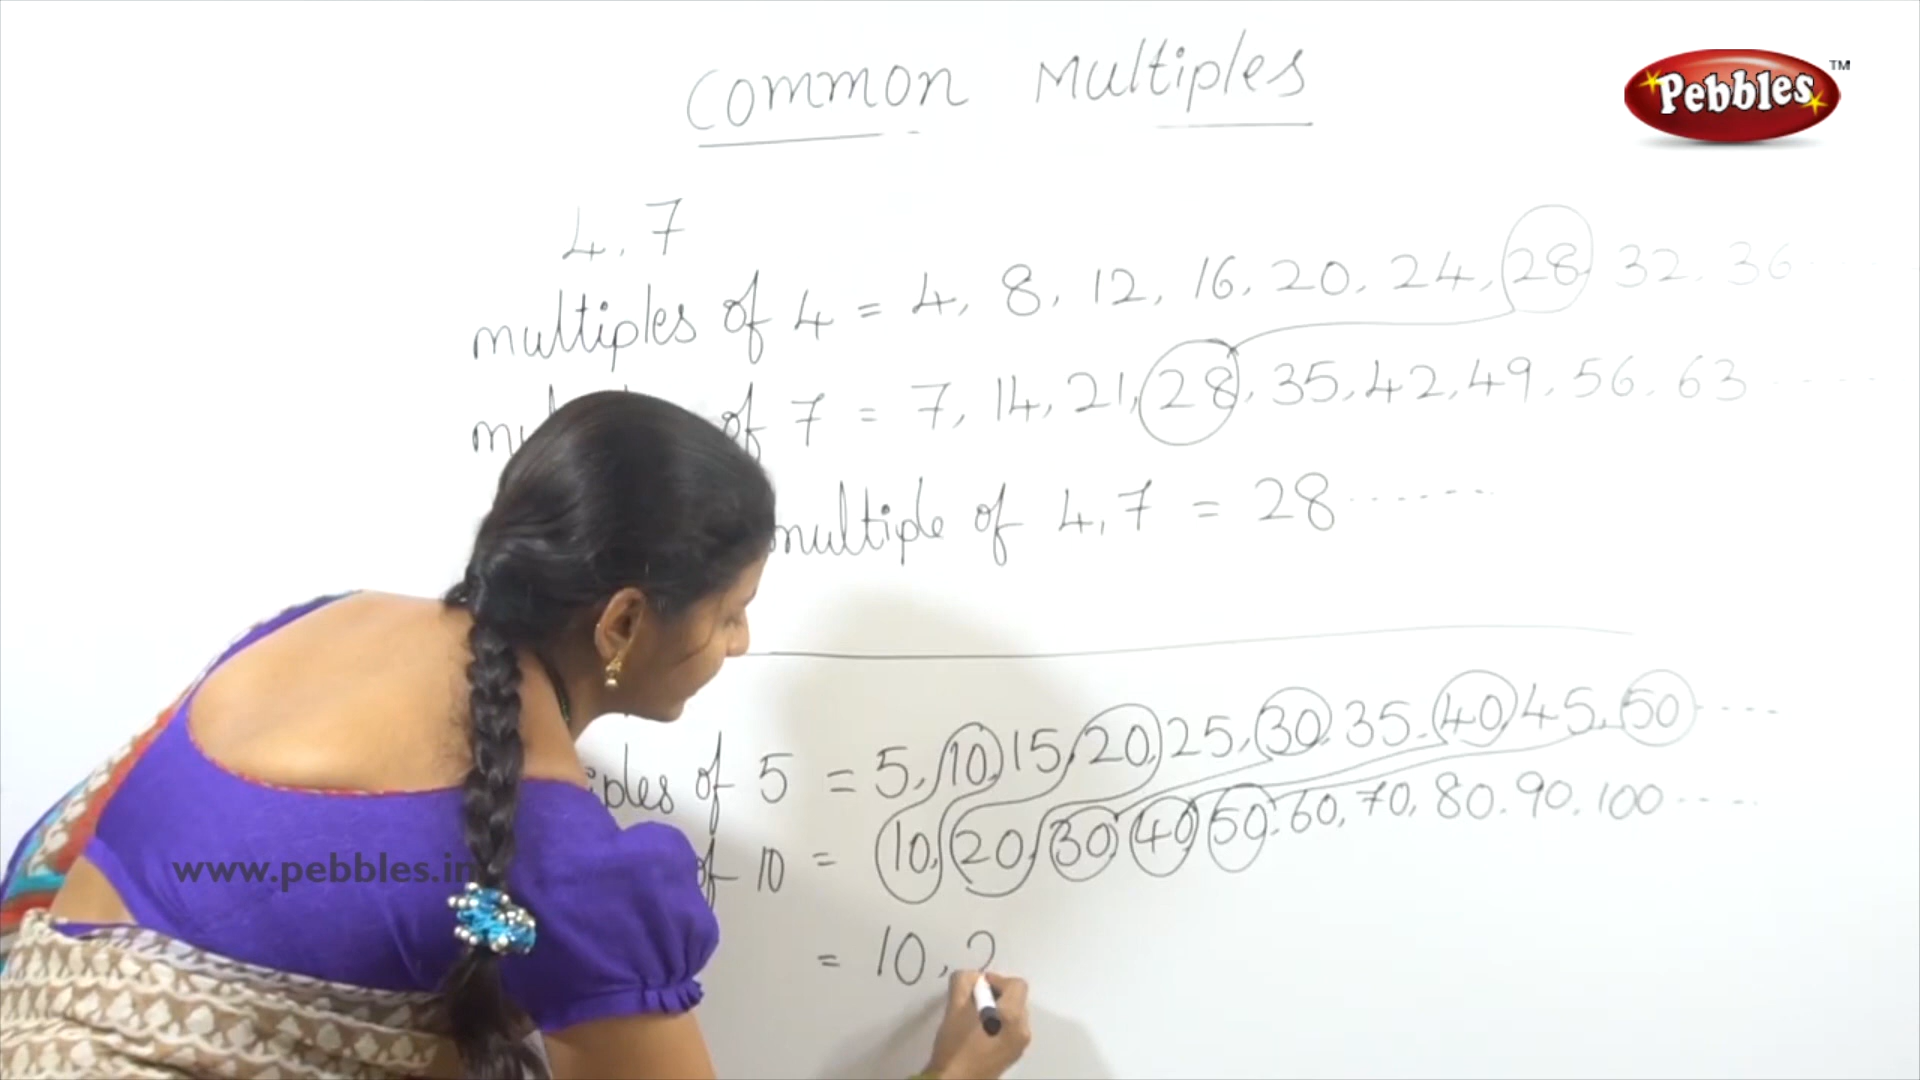 Common Multiples
Pebbles™
4, 7
multiples of 4 = 4, 8, 12, 16, 20, 24, 28, 32, 36 .....
of 7 = 7, 14, 21, 28, 35, 42, 49, 56, 63 .....
multiple of 4, 7 = 28 .......
of 5 = 5, 10, 15, 20, 25, 30, 35, 40, 45, 50 ....
of 10 = 10, 20, 30, 40, 50, 60, 70, 80, 90, 100 ....
www.pebbles.in
= 10, 2